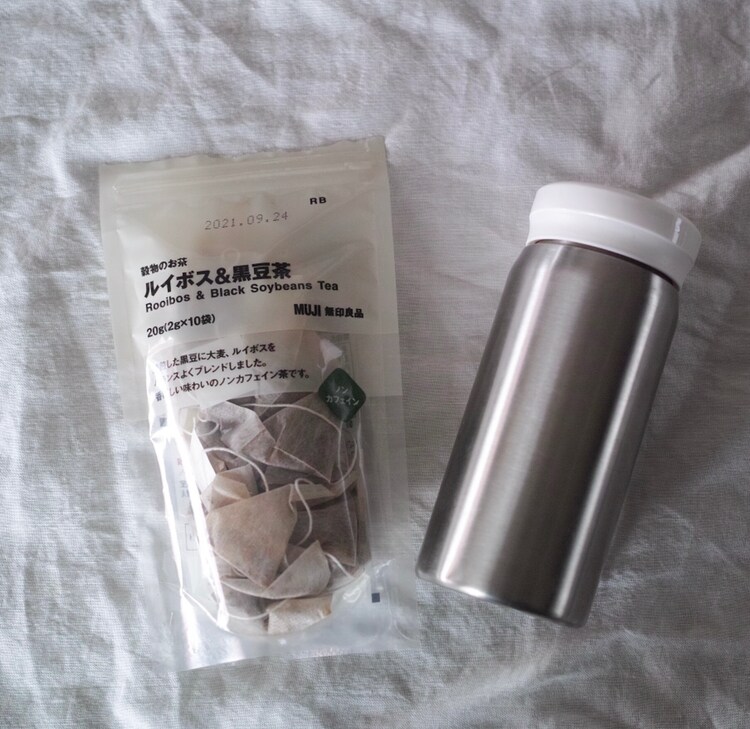 RB
2021.09.24
穀物のお茶
ルイボス&黒豆茶
Rooibos & Black Soybeans Tea
20g(2g×10袋)
MUJI 無印良品
した黒豆に大麦、ルイボスを
ンスよくブレンドしました。
しい味わいのノンカフェイン茶です。
ノン
カフェイン